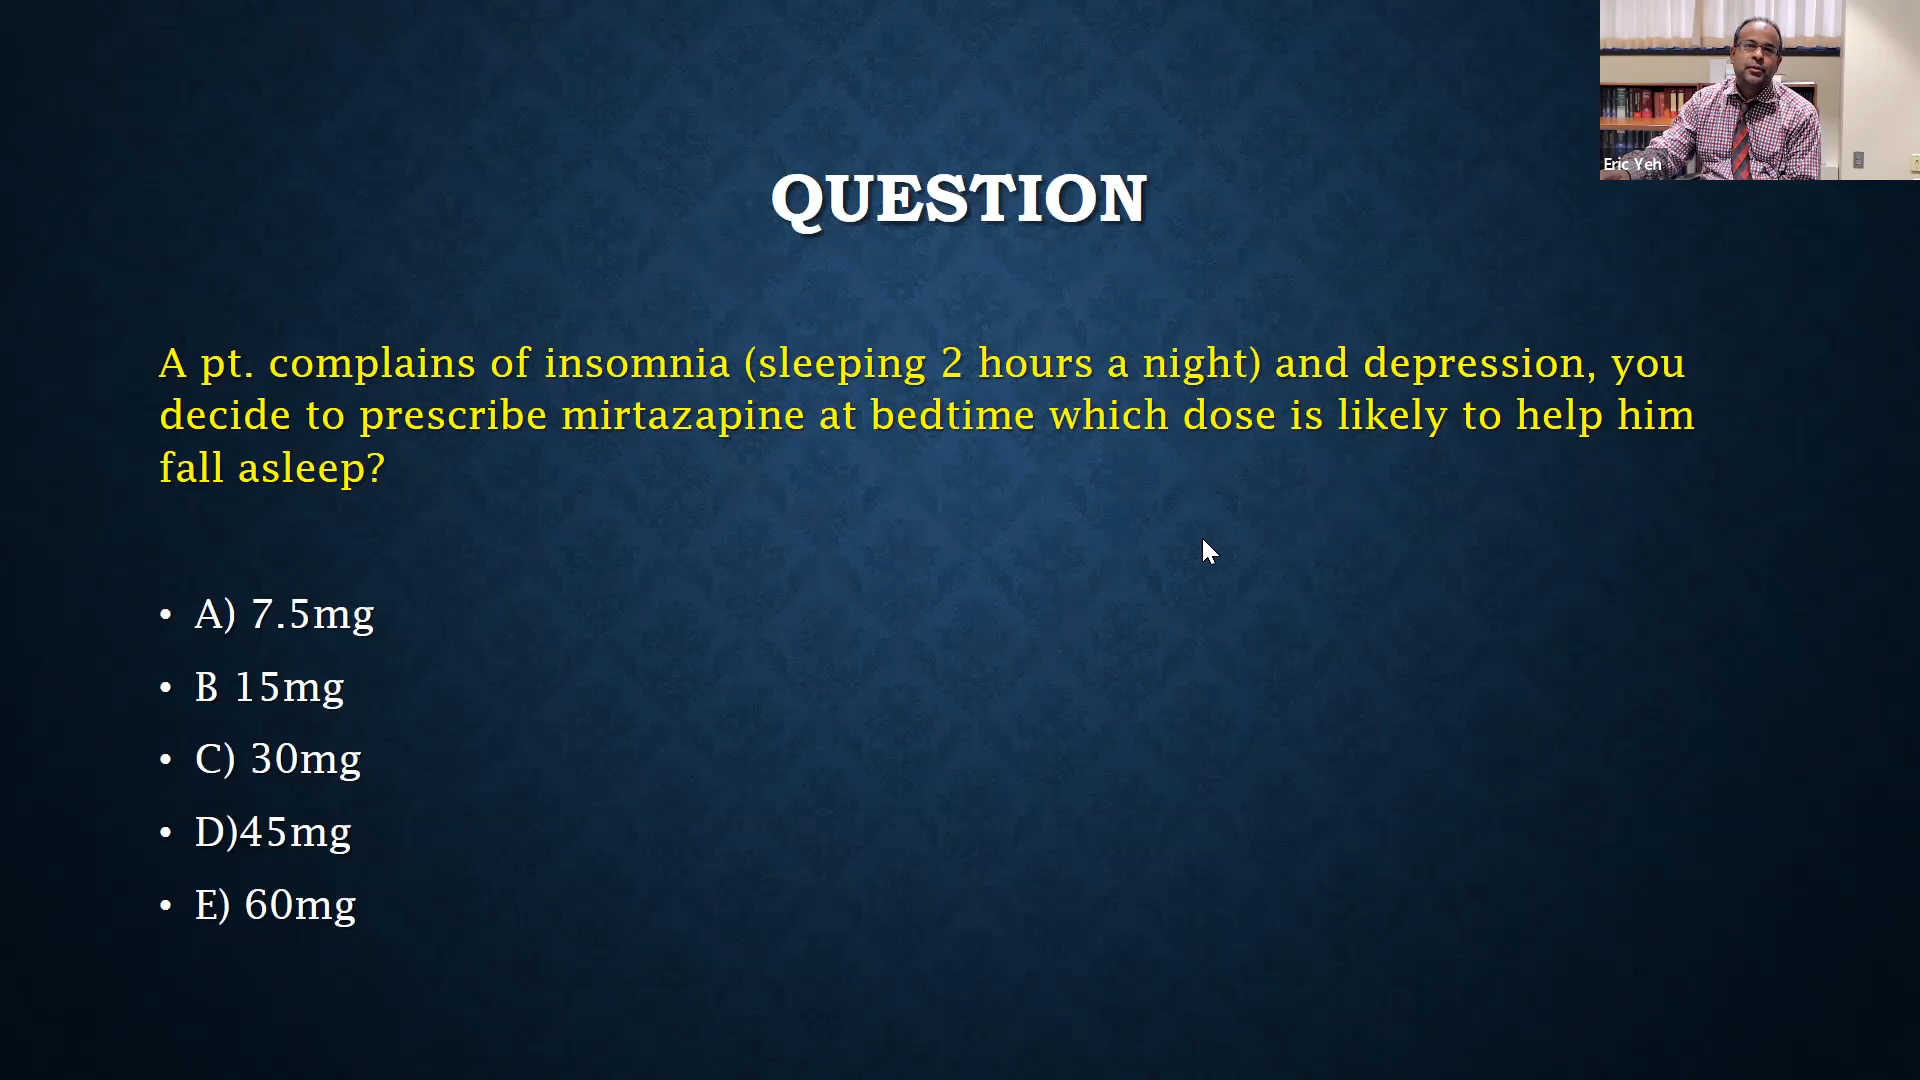 Eric Yeh
QUESTION
A pt. complains of insomnia (sleeping 2 hours a night) and depression, you
decide to prescribe mirtazapine at bedtime which dose is likely to help him
fall asleep?
• A) 7.5mg
• B 15mg
• C) 30mg
• D)45mg
• E) 60mg